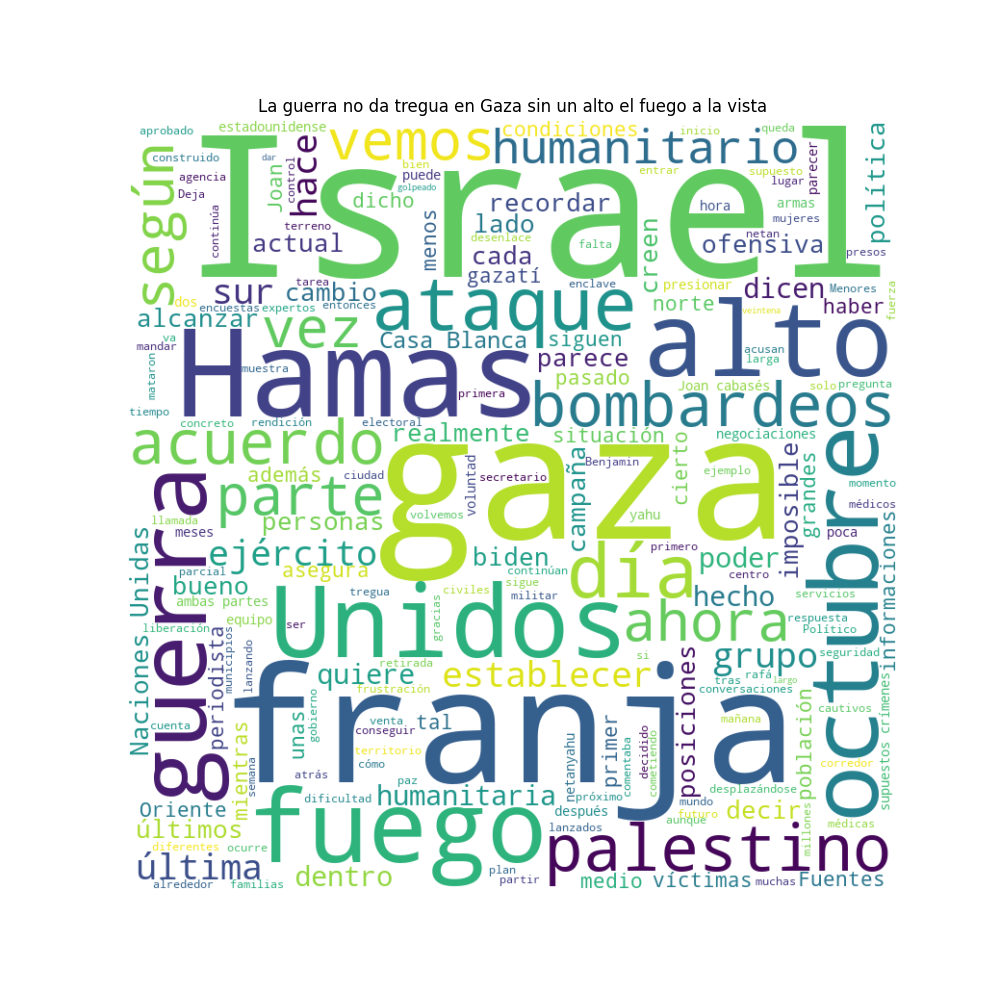 La guerra no da tregua en Gaza sin un alto el fuego a la vista
aprobado
estadounidense
vemos
condiciones
inicio
queda
construido
Israel
hace
dar
bien
humanitario
entrar
supuesto
parecer
política
según
agencia
Deja
control
Joan
puede
golpeado
lugar
continúa
terreno
dicho
menos
recordar
hora
armas
mujeres
actual
lado
desenlace
falta
creen
ofensiva
netan
presos
cada
gazatí
enclave
tarea
presionar
dicen
Menores
fuerza
sur
cambio
ataque
norte
haber
dos
encuestas
expertos
entonces
veintena
alcanzar
vez
Casa Blanca
siguen
alto
acusan
larga
va
mandar
Hamas
parece
mataron
muestra
pasado
Joan cabasés
solo
pregunta
primera
bombardeos
tiempo
concreto
rendición
electoral
acuerdo
realmente
situación
negociaciones
gaza
cierto
imposible
grandes
octubre
además
ciudad
voluntad
secretario
campaña
Benjamin
ejemplo
momento
guerra
parte
médicos
llamada
personas
volvemos
yahu
meses
poca
Naciones Unidas
ejército
biden
primero
parcial
asegura
continúan
día
centro
poder
bueno
tregua
sigue
civiles
militar
hecho
servicios
informaciones
ambas partes
Unidos
equipo
ser
gracias
ahora
respuesta
Político
liberación
periodista
municipios
lanzando
si
grupo
seguridad
retirada
quiere
establecer
posiciones
tras
rafá
largo
conversaciones
frustración
franja
supuestos crímenes
mientras
unas
gobierno
venta
tal
conseguir
cuenta
primer
comentaba
decidido
cometiendo
mañana
población
cautivos
territorio
netanyahu
semana
cómo
corredor
atrás
paz
desplazándose
Oriente
fuego
dificultad
humanitaria
próximo
mundo
después
decir
futuro
aunque
millones
médicas
últimos
lanzados
palestino
diferentes
ocurre
última
dentro
plan
partir
medio
víctimas
muchas
Fuentes
alrededor
familias